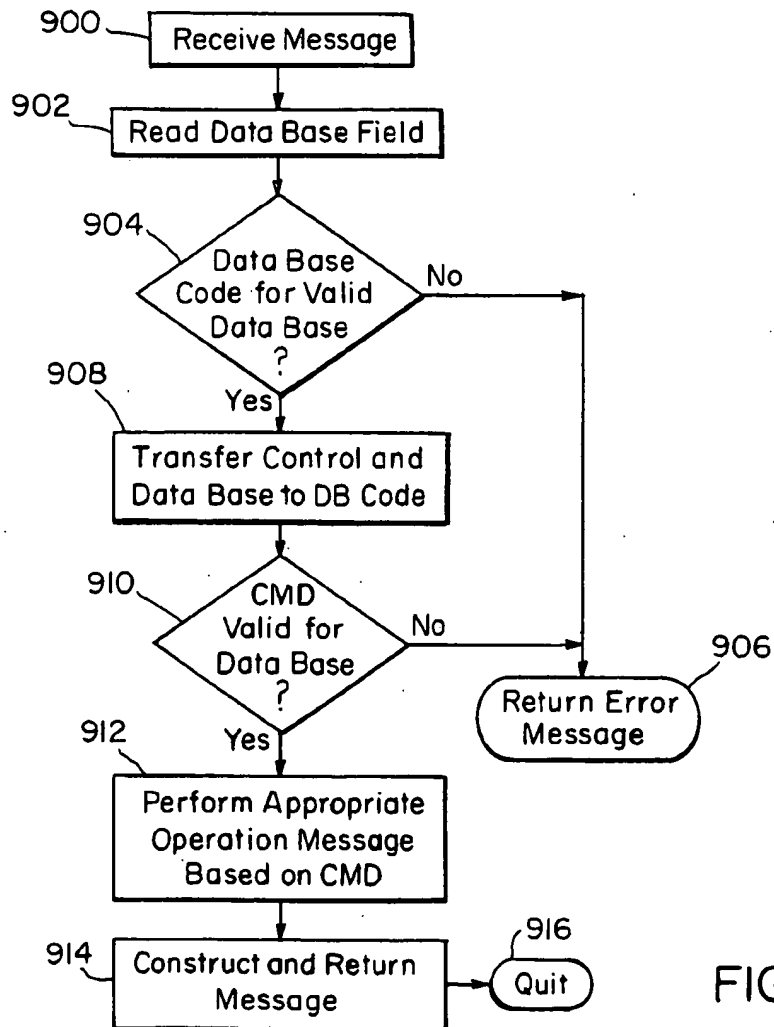 900
Receive Message
902
Read Data Base Field
904
Data Base
Code for Valid
Data Base
?
No
Yes
908
Transfer Control and
Data Base to DB Code
910
CMD
Valid for
Data Base
?
No
Yes
906
Return Error
Message
912
Perform Appropriate
Operation Message
Based on CMD
914
Construct and Return
Message
916
Quit
FIG